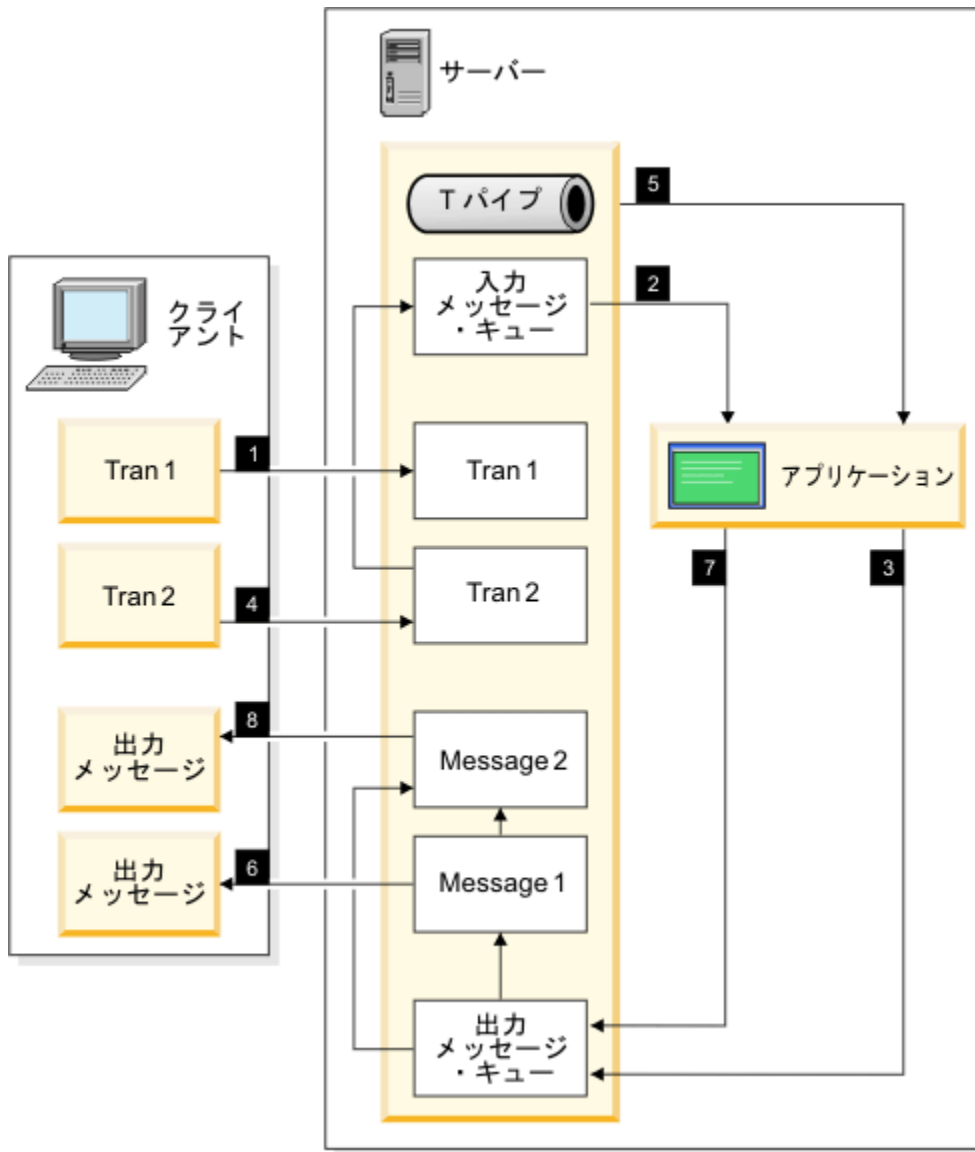 サーバー
T パイプ
5
入力
メッセージ
・キュー
2
クライ
アント
Tran 1
1
Tran 1
アプリケーション
Tran 2
4
Tran 2
7
3
出力
メッセージ
8
Message 2
出力
メッセージ
6
Message 1
出力
メッセージ
・キュー